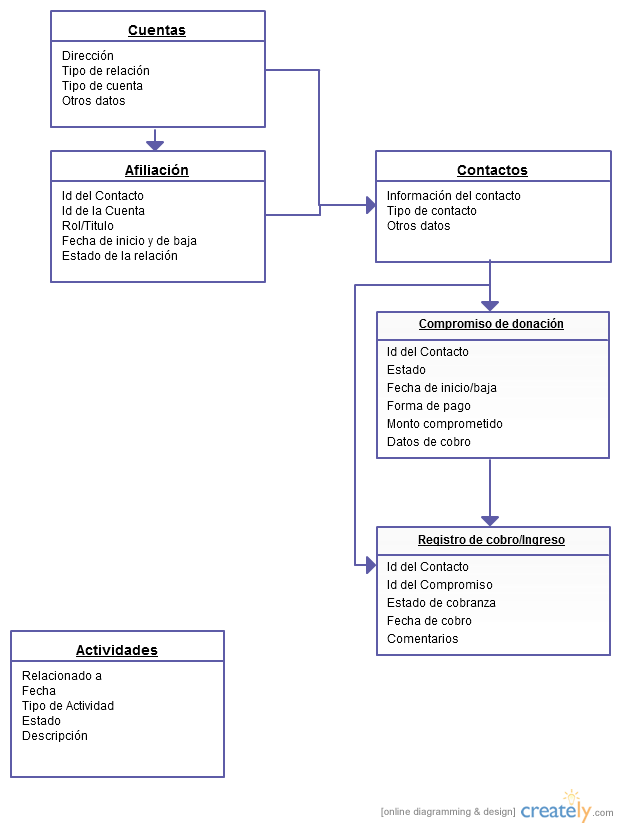 Cuentas
Dirección
Tipo de relación
Tipo de cuenta
Otros datos
Afiliación
Id del Contacto
Id de la Cuenta
Rol/Titulo
Fecha de inicio y de baja
Estado de la relación
Contactos
Información del contacto
Tipo de contacto
Otros datos
Compromiso de donación
Id del Contacto
Estado
Fecha de inicio/baja
Forma de pago
Monto comprometido
Datos de cobro
Registro de cobro/Ingreso
Id del Contacto
Id del Compromiso
Estado de cobranza
Fecha de cobro
Comentarios
Actividades
Relacionado a
Fecha
Tipo de Actividad
Estado
Descripción
[online diagramming & design] creately.com